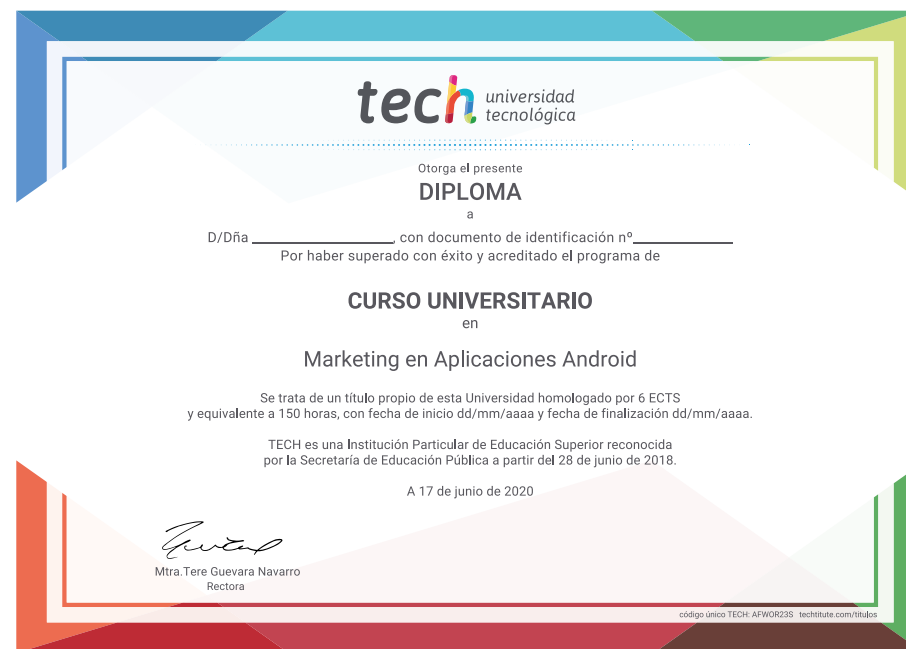 tech universidad
tecnológica
Otorga el presente
DIPLOMA
a
D/Dña ____________________, con documento de identificación nº______________
Por haber superado con éxito y acreditado el programa de
CURSO UNIVERSITARIO
en
Marketing en Aplicaciones Android
Se trata de un título propio de esta Universidad homologado por 6 ECTS
y equivalente a 150 horas, con fecha de inicio dd/mm/aaaa y fecha de finalización dd/mm/aaaa.
TECH es una Institución Particular de Educación Superior reconocida
por la Secretaría de Educación Pública a partir del 28 de junio de 2018.
A 17 de junio de 2020
Mtra.Tere Guevara Navarro
Rectora
código único TECH: AFWOR23S techtitute.com/titulos